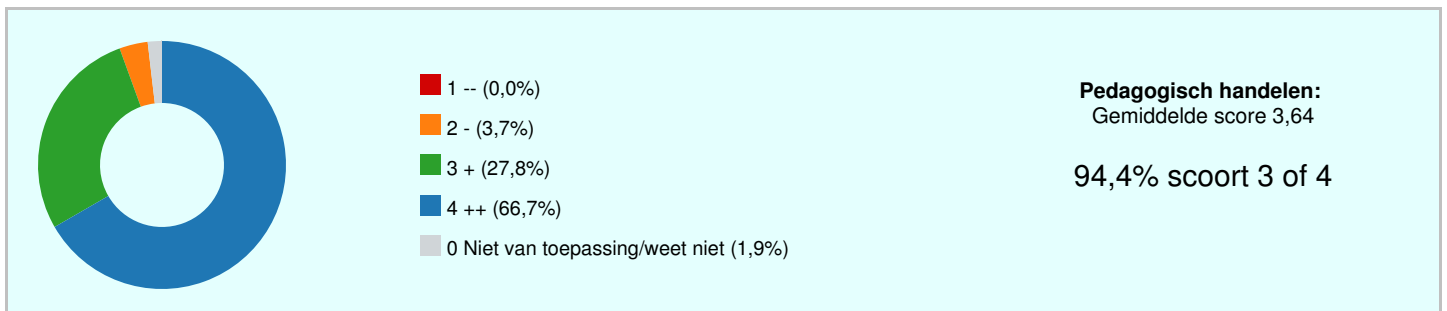 1 -- (0,0%)
2 - (3,7%)
3 + (27,8%)
4 ++ (66,7%)
0 Niet van toepassing/weet niet (1,9%)
Pedagogisch handelen:
Gemiddelde score 3,64
94,4% scoort 3 of 4